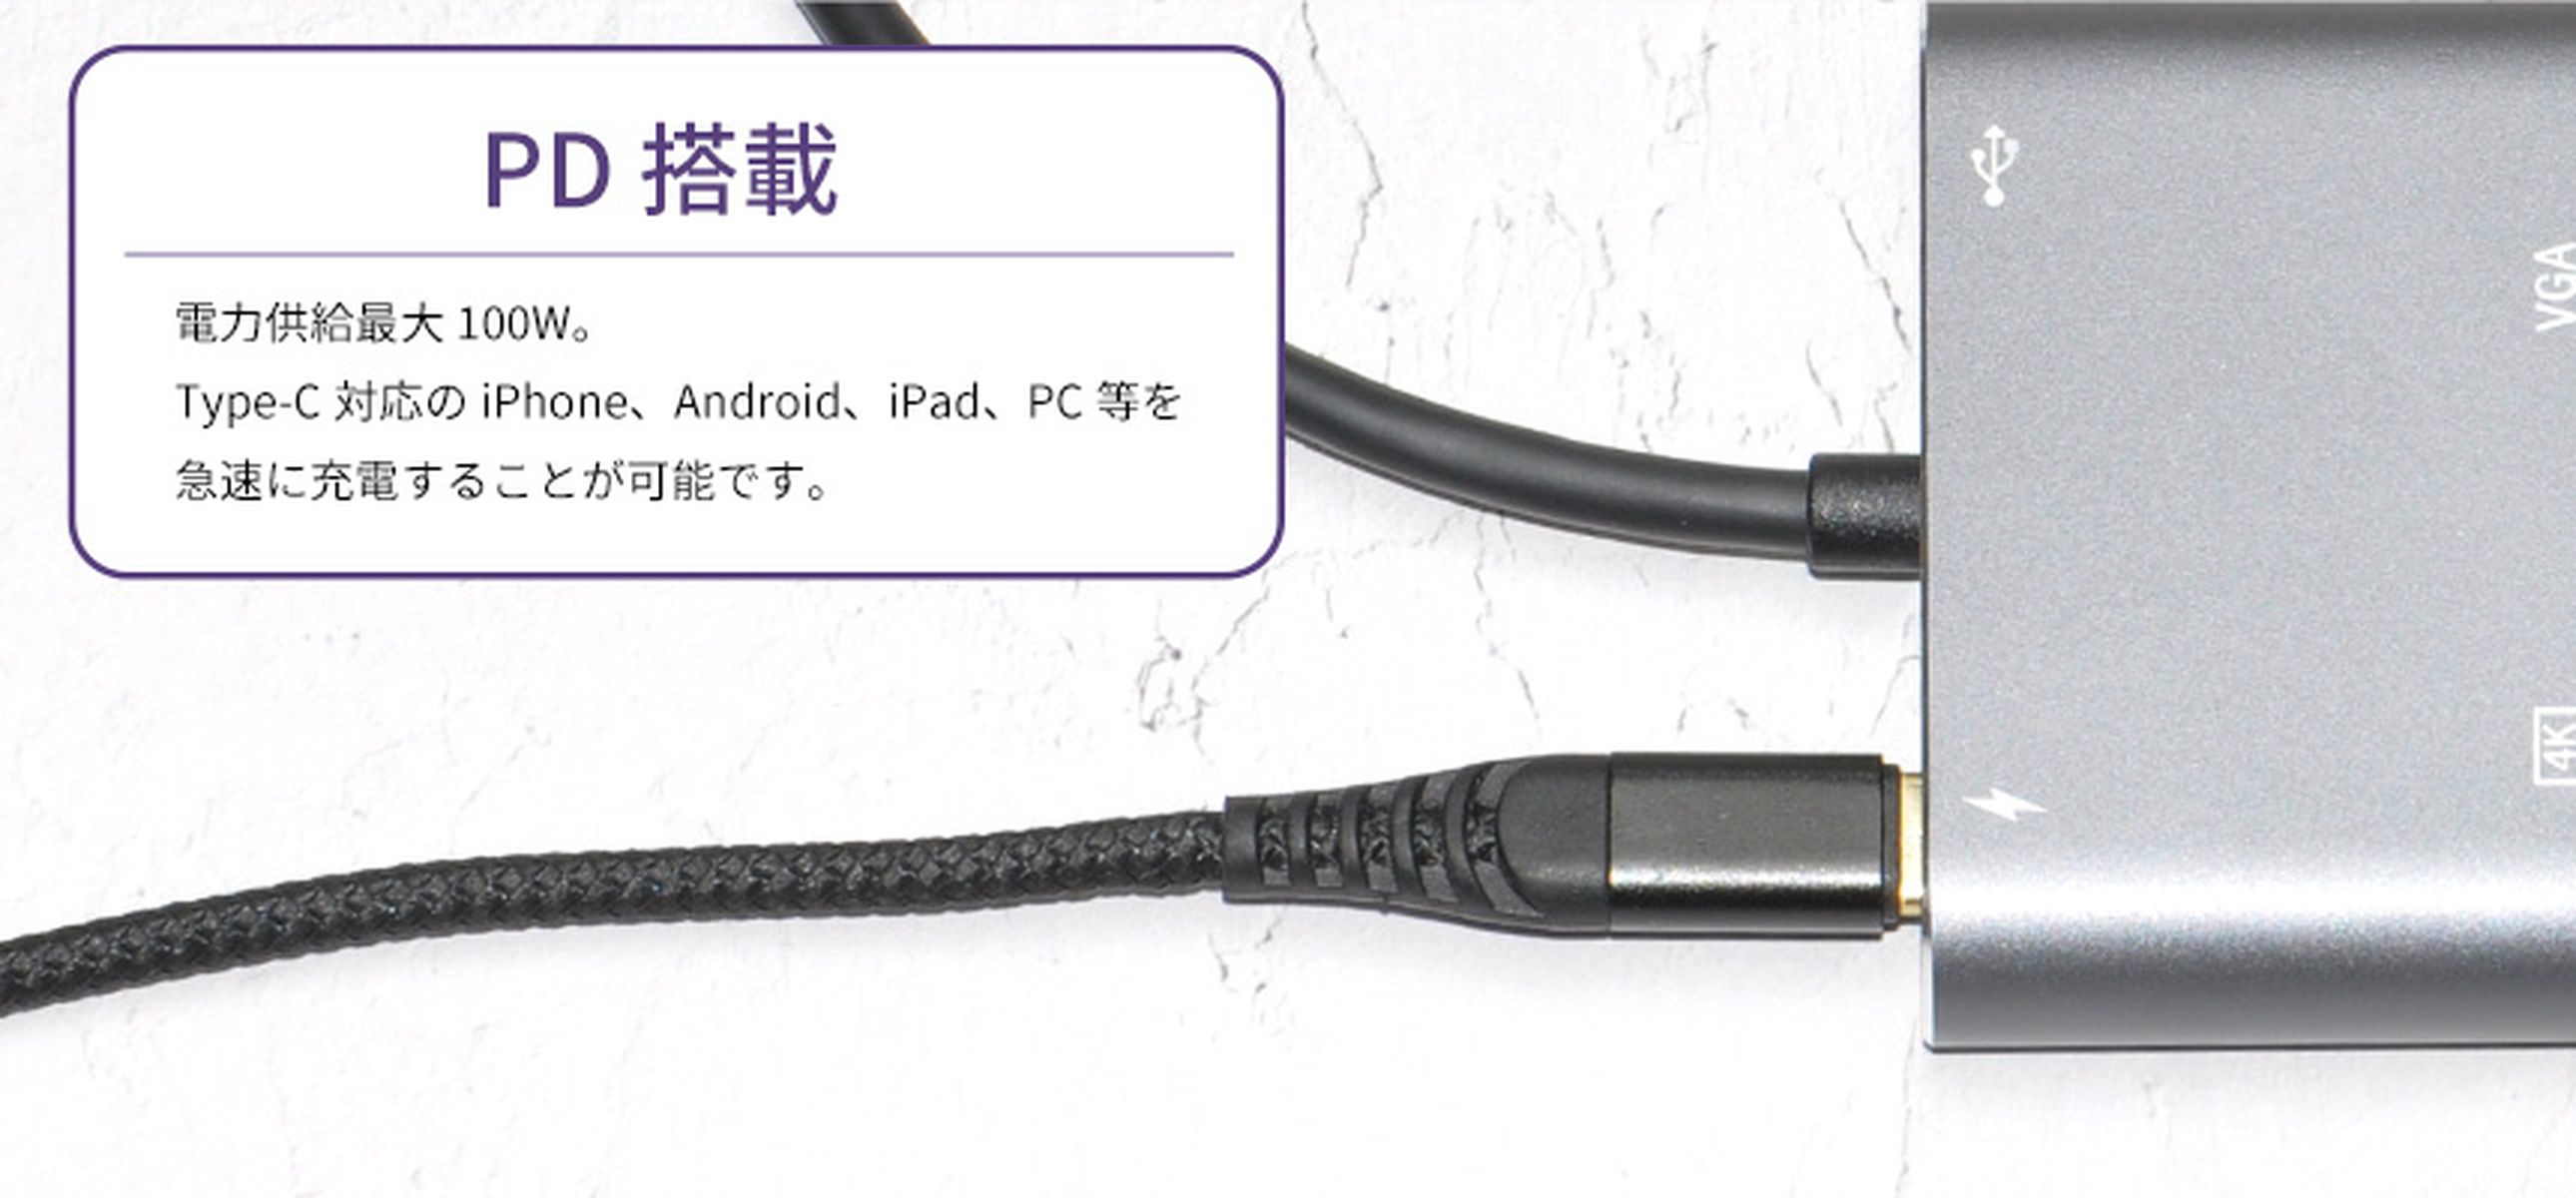 PD 搭載
電力供給最大 100W。
Type-C 対応の iPhone、Android、iPad、PC 等を
急速に充電することが可能です。
VGA
4K